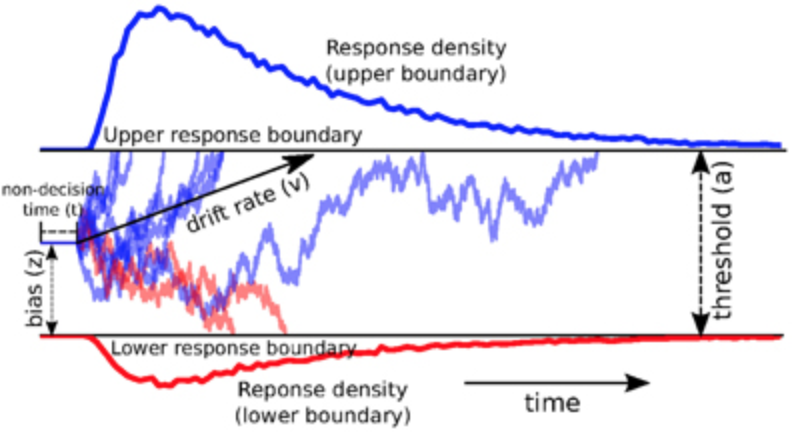 Response density
(upper boundary)
Upper response boundary
non-decision
time (t)
drift rate (v)
bias (z)
threshold (a)
Lower response boundary
Reponse density
(lower boundary)
time